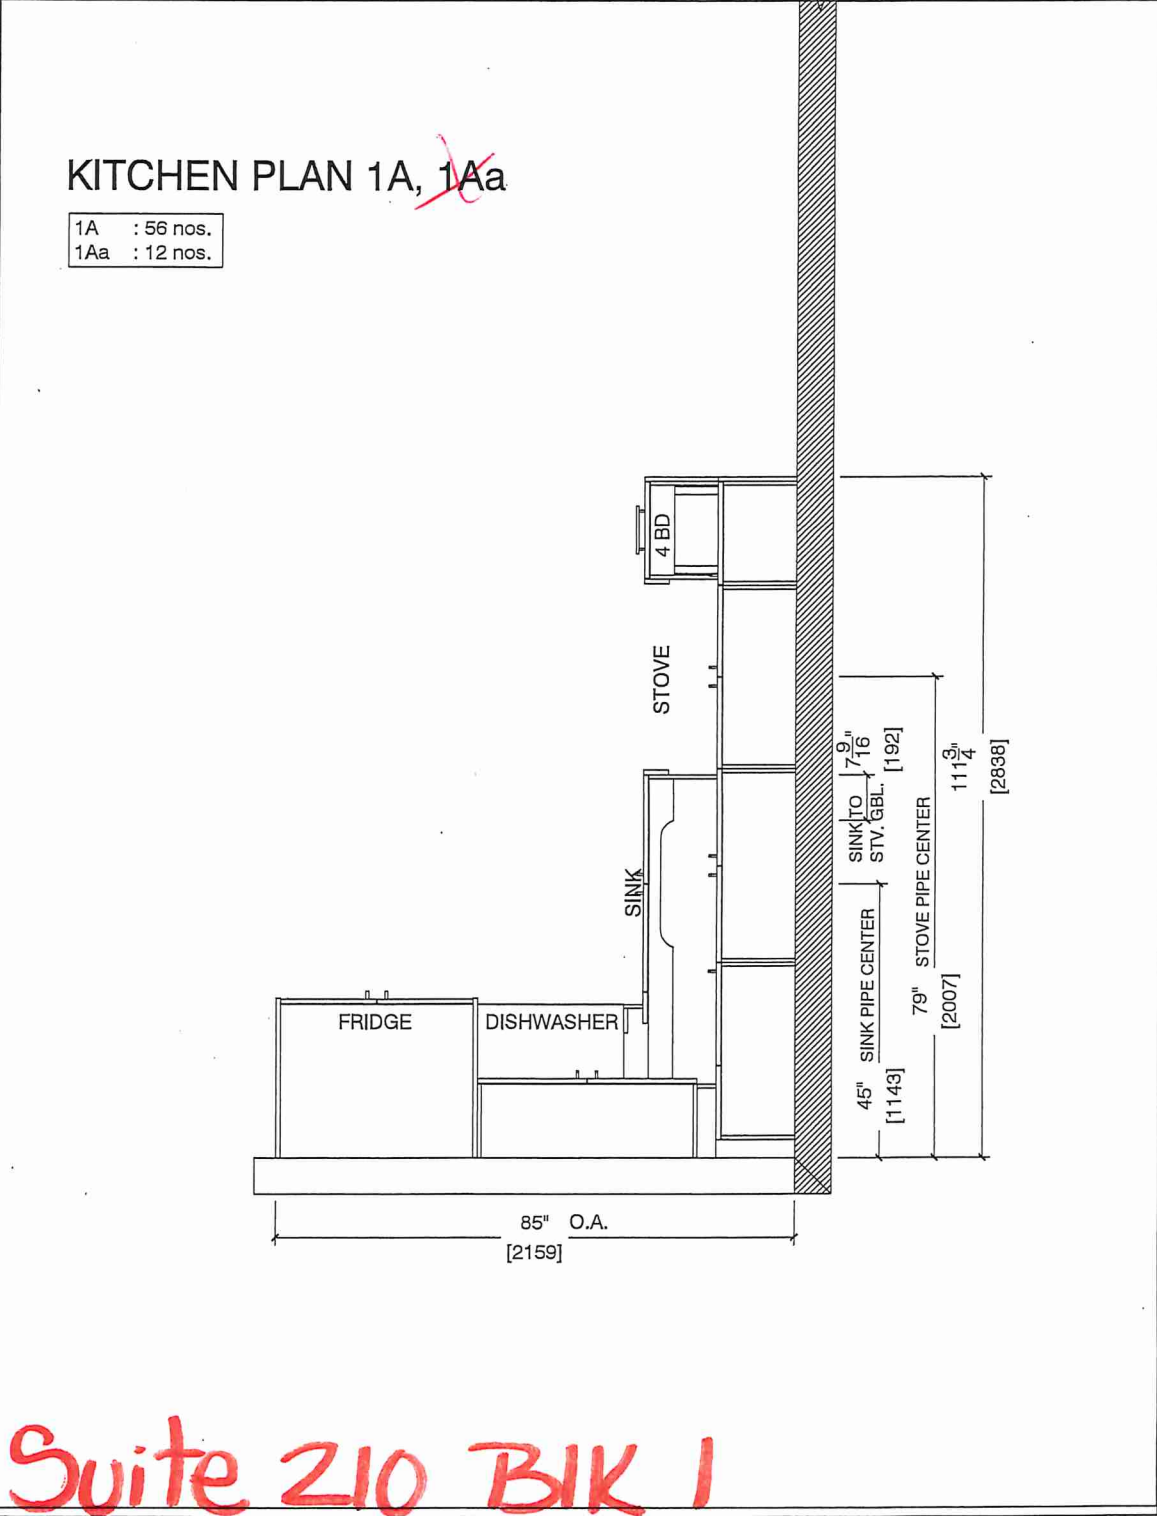 KITCHEN PLAN 1A, 1Aa
1A : 56 nos.
1Aa : 12 nos.
4 BD
STOVE
SINK
FRIDGE
DISHWASHER
7 9/16"
[192]
SINK TO
STV. GBL.
111 3/4"
[2838]
79" STOVE PIPE CENTER
[2007]
45" SINK PIPE CENTER
[1143]
85" O.A.
[2159]
Suite 210 BlK 1